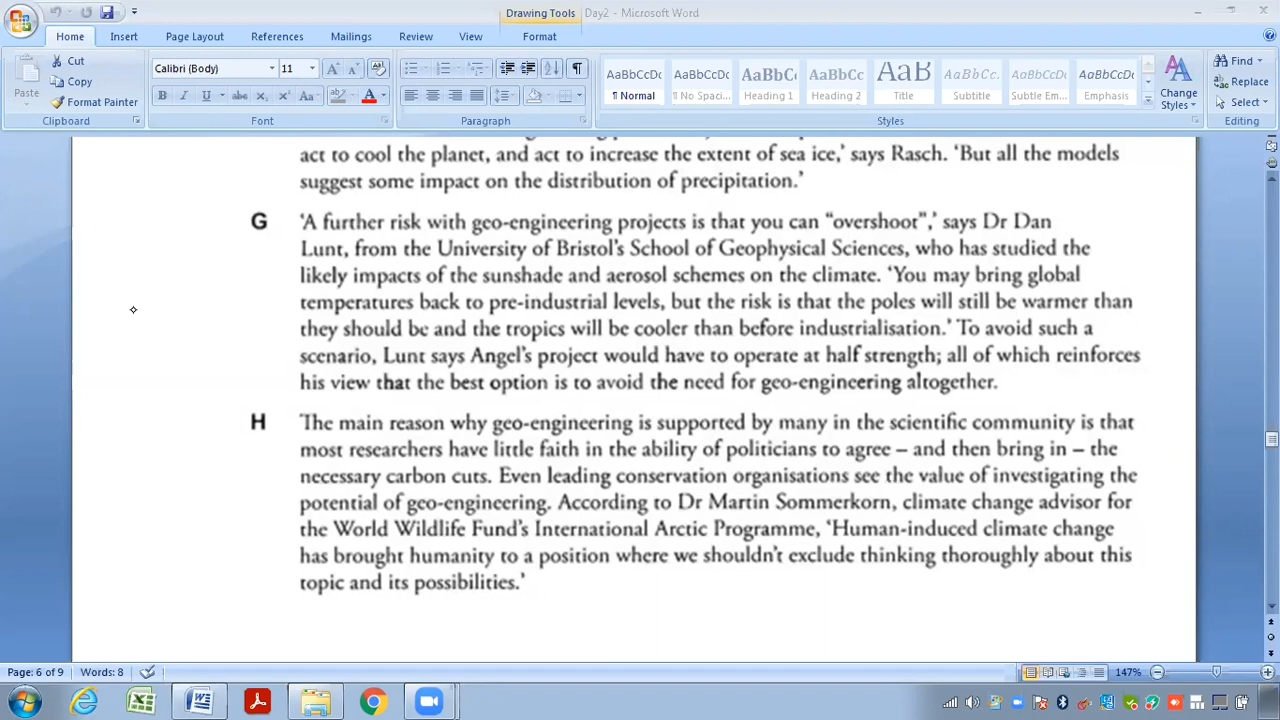 Drawing Tools Day2 - Microsoft Word
Home Insert Page Layout References Mailings Review View Format
Paste
Cut
Copy
Format Painter
Clipboard
Calibri (Body) 11
Font
Paragraph
AaBbCcDc AaBbCcDc AaBbC AaBbCc AaB AaBbCcL AaBbCcDc AaBbCcDc
¶ Normal ¶ No Spaci... Heading 1 Heading 2 Title Subtitle Subtle Em... Emphasis
Change
Styles
Styles
Find
Replace
Select
Editing
act to cool the planet, and act to increase the extent of sea ice,’ says Rasch. ‘But all the models
suggest some impact on the distribution of precipitation.’
G ‘A further risk with geo-engineering projects is that you can “overshoot”,’ says Dr Dan
Lunt, from the University of Bristol’s School of Geophysical Sciences, who has studied the
likely impacts of the sunshade and aerosol schemes on the climate. ‘You may bring global
temperatures back to pre-industrial levels, but the risk is that the poles will still be warmer than
they should be and the tropics will be cooler than before industrialisation.’ To avoid such a
scenario, Lunt says Angel’s project would have to operate at half strength; all of which reinforces
his view that the best option is to avoid the need for geo-engineering altogether.
H The main reason why geo-engineering is supported by many in the scientific community is that
most researchers have little faith in the ability of politicians to agree – and then bring in – the
necessary carbon cuts. Even leading conservation organisations see the value of investigating the
potential of geo-engineering. According to Dr Martin Sommerkorn, climate change advisor for
the World Wildlife Fund’s International Arctic Programme, ‘Human-induced climate change
has brought humanity to a position where we shouldn’t exclude thinking thoroughly about this
topic and its possibilities.’
Page: 6 of 9 Words: 8 147%